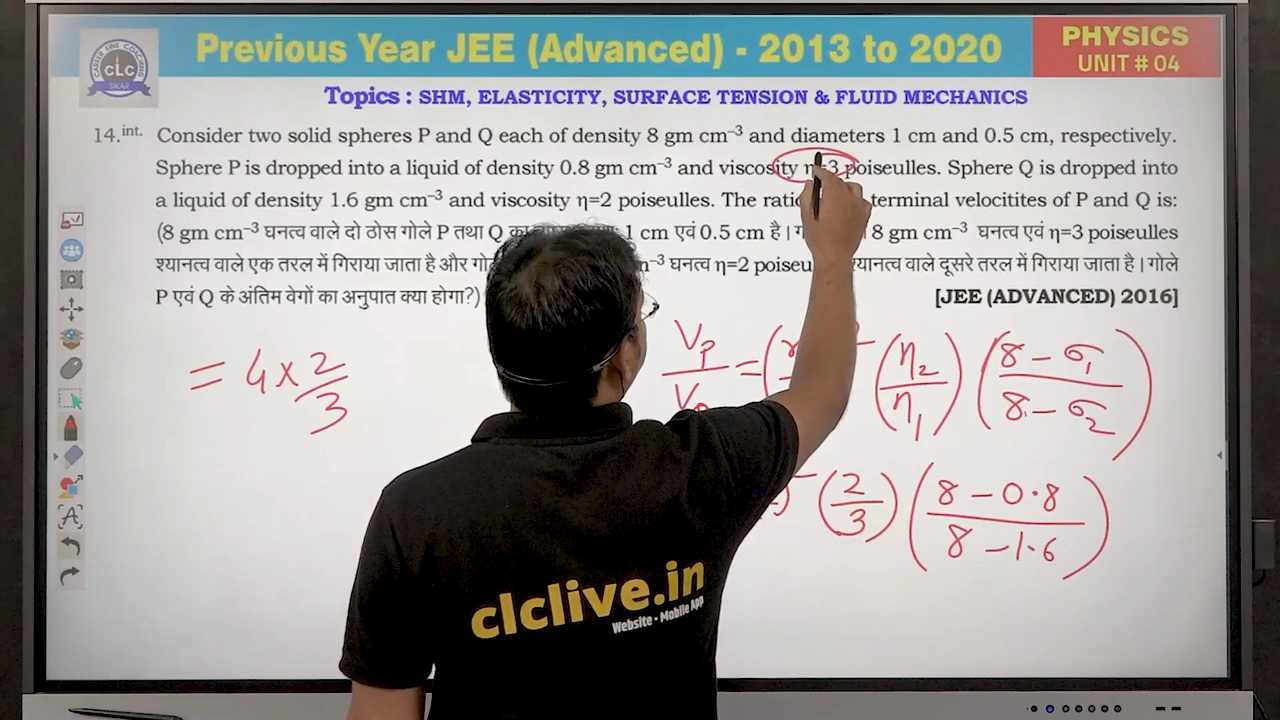 Previous Year JEE (Advanced) - 2013 to 2020
PHYSICS
UNIT # 04
CLC
SIKAR
Topics : SHM, ELASTICITY, SURFACE TENSION & FLUID MECHANICS
14.int. Consider two solid spheres P and Q each of density 8 gm cm⁻³ and diameters 1 cm and 0.5 cm, respectively.
Sphere P is dropped into a liquid of density 0.8 gm cm⁻³ and viscosity η=3 poiseulles. Sphere Q is dropped into
a liquid of density 1.6 gm cm⁻³ and viscosity η=2 poiseulles. The terminal velocitites of P and Q is:
(8 gm cm⁻³ घनत्व वाले दो ठोस गोले P तथा Q 1 cm एवं 0.5 cm है। 8 gm cm⁻³ घनत्व एवं η=3 poiseulles
श्यानत्व वाले एक तरल में गिराया जाता है और घनत्व η=2 श्यानत्व वाले दूसरे तरल में गिराया जाता है। गोले
P एवं Q के अंतिम वेगों का अनुपात क्या होगा?) [JEE (ADVANCED) 2016]
V_P/ = (η₂/η₁) (8 - σ₁/8 - σ₂)
(2/3) (8 - 0.8/8 - 1.6)
= 4 × 2/3
clclive.in
Website • Mobile App